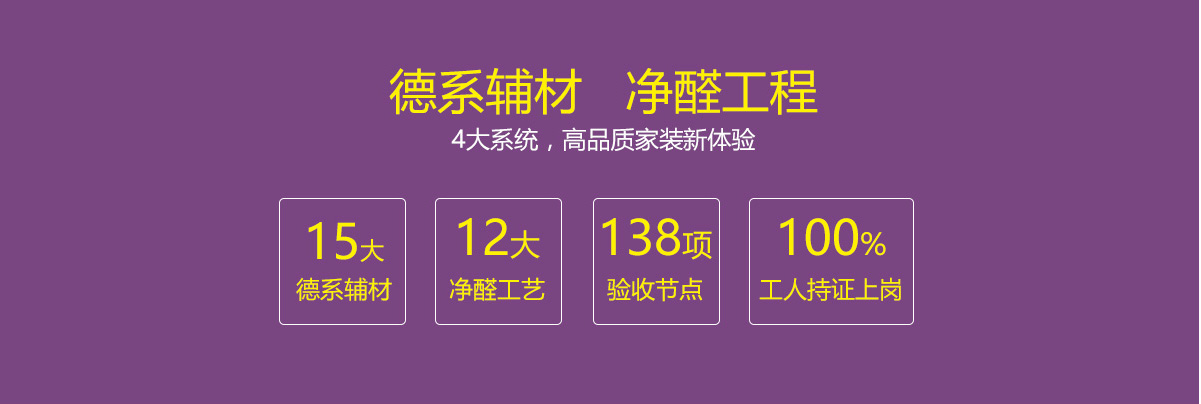 德系辅材 净醛工程
4大系统，高品质家装新体验
15大
德系辅材
12大
净醛工艺
138项
验收节点
100%
工人持证上岗